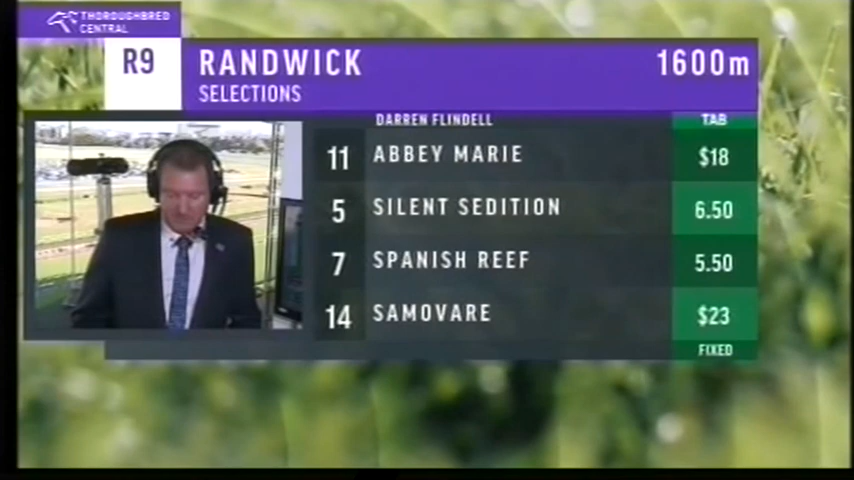 THOROUGHBRED
CENTRAL
R9 RANDWICK 1600m
SELECTIONS
DARREN FLINDELL TAB
11 ABBEY MARIE $18
5 SILENT SEDITION 6.50
7 SPANISH REEF 5.50
14 SAMOVARE $23
FIXED